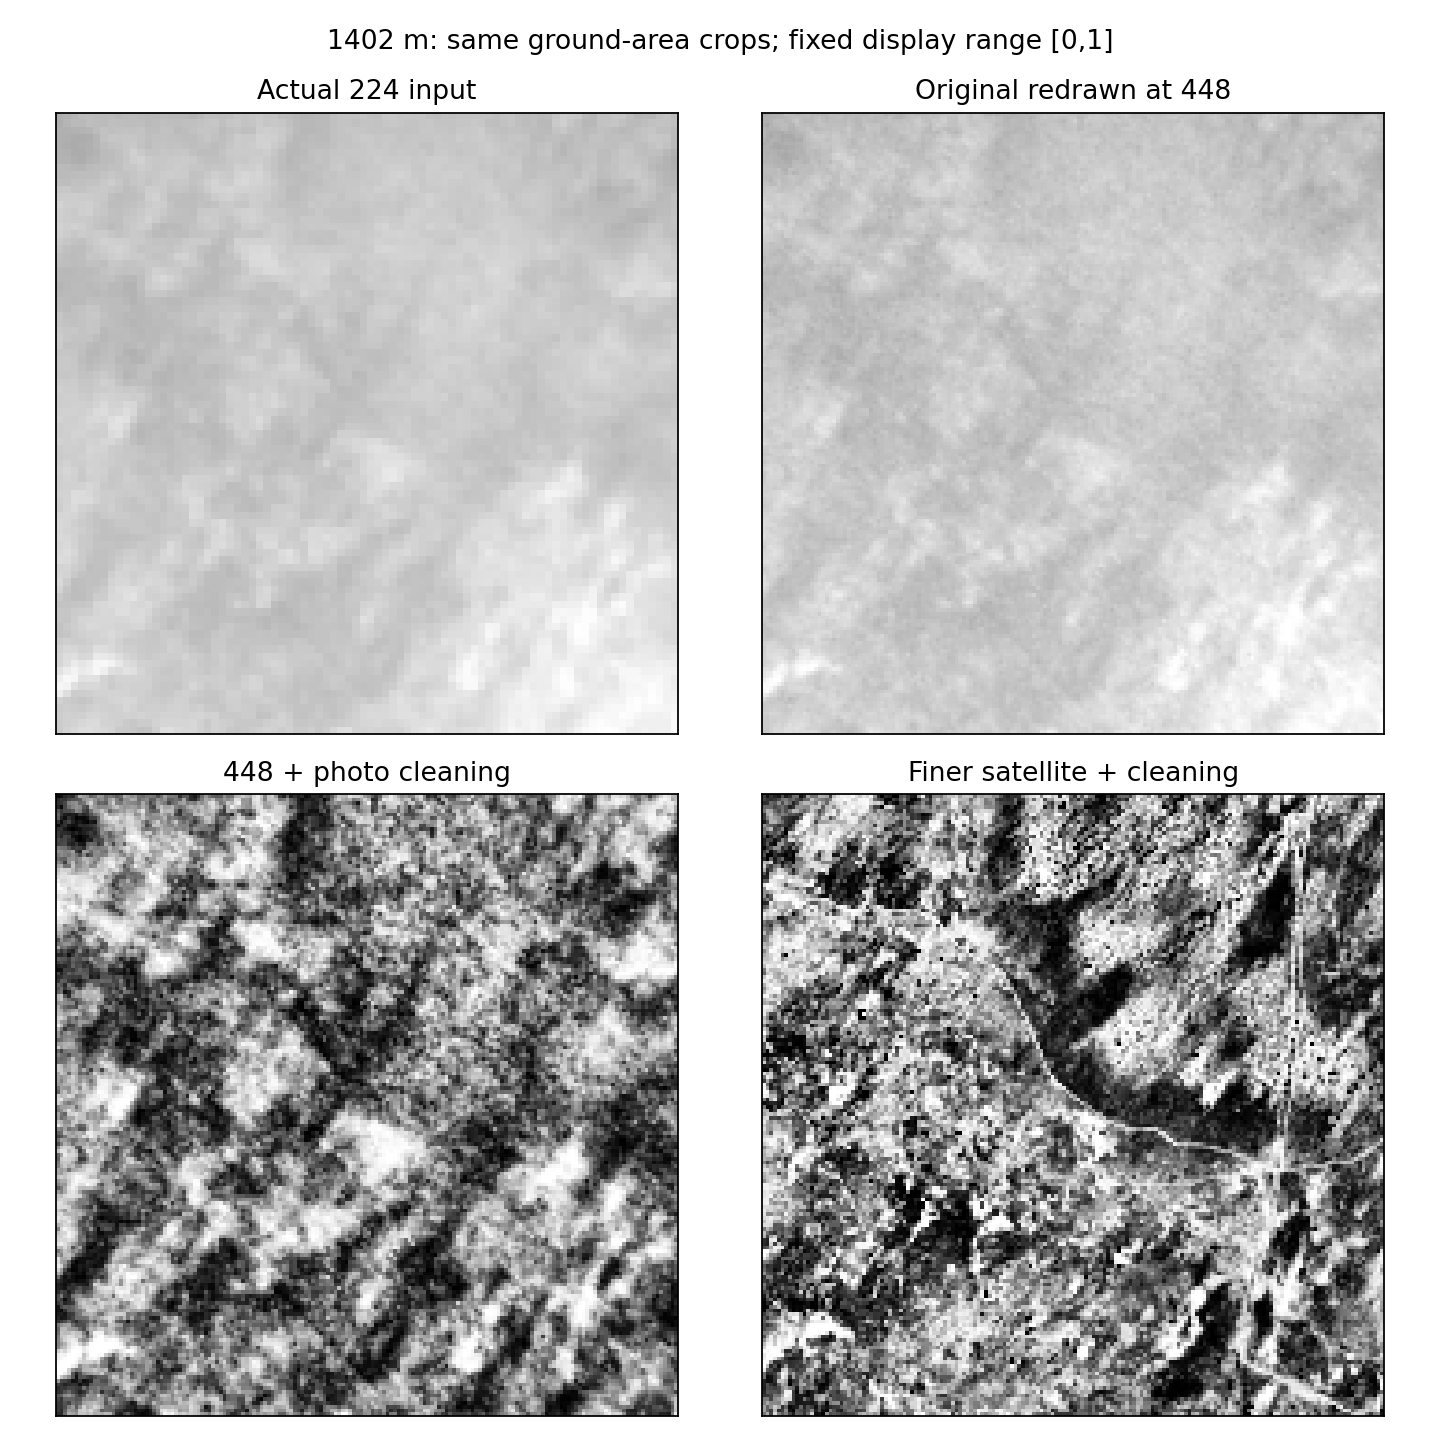 1402 m: same ground-area crops; fixed display range [0,1]
Actual 224 input
Original redrawn at 448
448 + photo cleaning
Finer satellite + cleaning